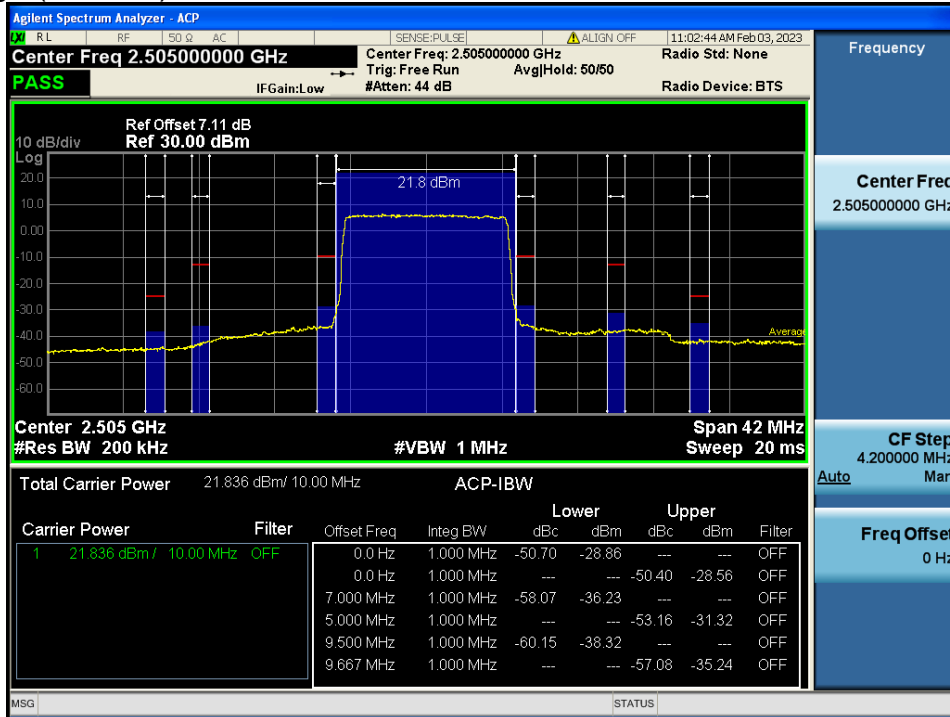 Agilent Spectrum Analyzer - ACP
LXI RL RF 50 Ω AC SENSE:PULSE ALIGN OFF 11:02:44 AM Feb 03, 2023
Center Freq 2.505000000 GHz Center Freq: 2.505000000 GHz Radio Std: None
Trig: Free Run Avg|Hold: 50/50
PASS IFGain:Low #Atten: 44 dB Radio Device: BTS
Ref Offset 7.11 dB
10 dB/div Ref 30.00 dBm
Log
20.0
21.8 dBm
10.0
0.00
-10.0
-20.0
-30.0
-40.0
Average
-50.0
-60.0
Center 2.505 GHz Span 42 MHz
#Res BW 200 kHz #VBW 1 MHz Sweep 20 ms
Total Carrier Power 21.836 dBm/ 10.00 MHz ACP-IBW
Lower Upper
Carrier Power Filter Offset Freq Integ BW dBc dBm dBc dBm Filter
1 21.836 dBm / 10.00 MHz OFF 0.0 Hz 1.000 MHz -50.70 -28.86 --- --- OFF
0.0 Hz 1.000 MHz --- --- -50.40 -28.56 OFF
7.000 MHz 1.000 MHz -58.07 -36.23 --- --- OFF
5.000 MHz 1.000 MHz --- --- -53.16 -31.32 OFF
9.500 MHz 1.000 MHz -60.15 -38.32 --- --- OFF
9.667 MHz 1.000 MHz --- --- -57.08 -35.24 OFF
MSG STATUS
Frequency
Center Freq
2.505000000 GHz
CF Step
4.200000 MHz
Auto Man
Freq Offset
0 Hz